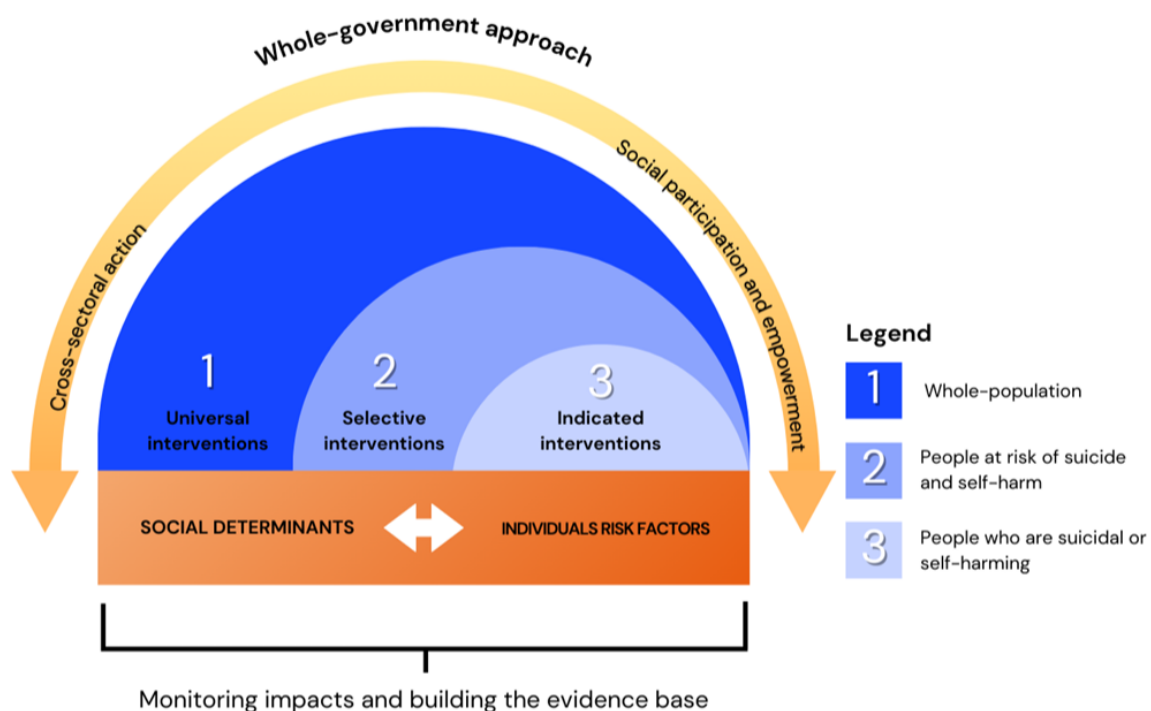 Whole-government approach
Cross-sectoral action
Social participation and empowerment
1
Universal
interventions
2
Selective
interventions
3
Indicated
interventions
SOCIAL DETERMINANTS
INDIVIDUALS RISK FACTORS
Legend
1
Whole-population
2
People at risk of suicide
and self-harm
3
People who are suicidal or
self-harming
Monitoring impacts and building the evidence base